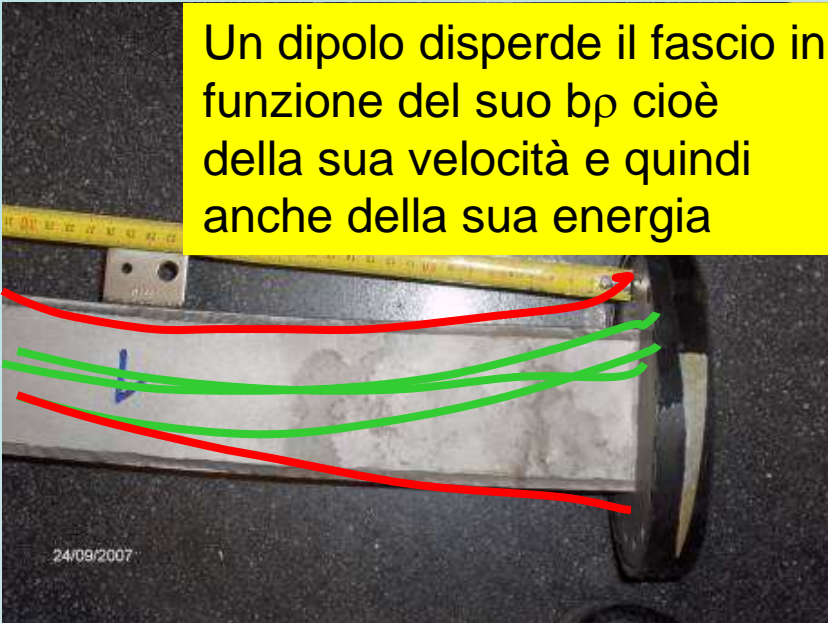 Un dipolo disperde il fascio in
funzione del suo bρ cioè
della sua velocità e quindi
anche della sua energia
24/09/2007